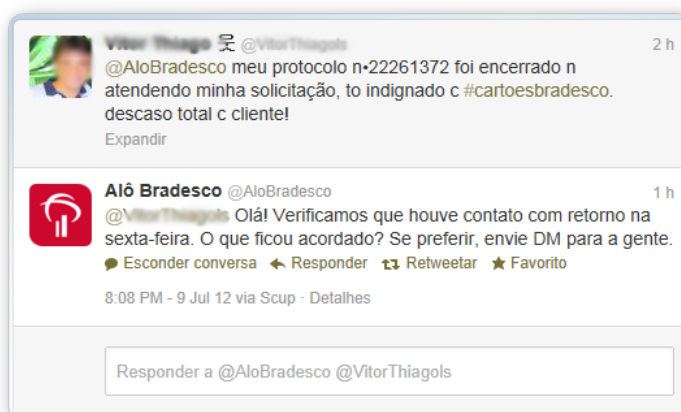 @VitorThiagols 2 h
@AloBradesco meu protocolo n•22261372 foi encerrado n
atendendo minha solicitação, to indignado c #cartoesbradesco.
descaso total c cliente!
Expandir
Alô Bradesco @AloBradesco 1 h
@VitorThiagols Olá! Verificamos que houve contato com retorno na
sexta-feira. O que ficou acordado? Se preferir, envie DM para a gente.
Esconder conversa Responder Retweetar Favorito
8:08 PM - 9 Jul 12 via Scup · Detalhes
Responder a @AloBradesco @VitorThiagols